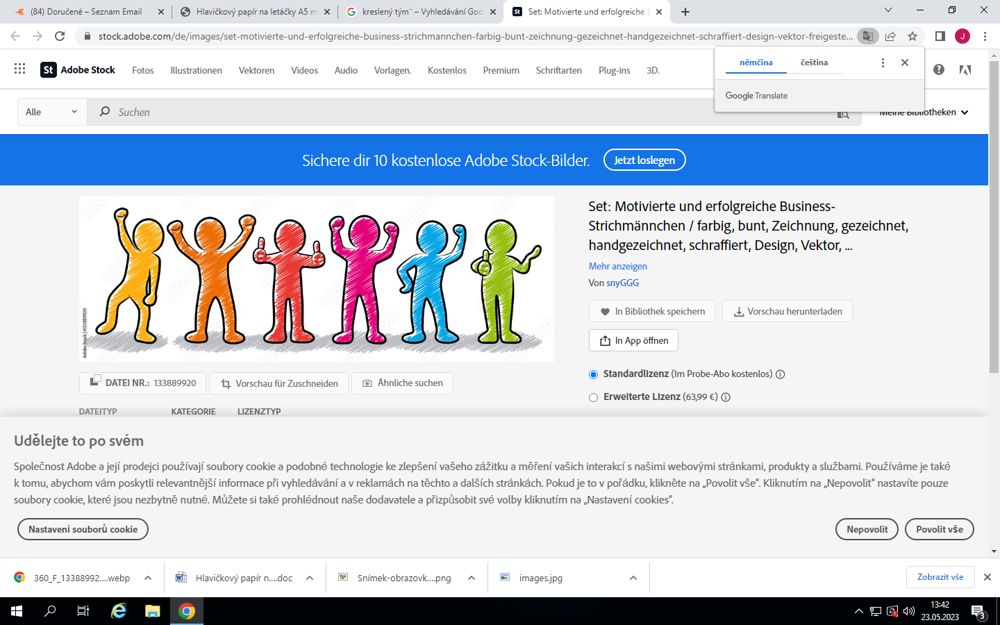 (84) Doručené – Seznam Email
Hlavičkový papír na letáčky A5 m
kreslený tým¨ – Vyhledávání Goo
Set: Motivierte und erfolgreiche B
stock.adobe.com/de/images/set-motivierte-und-erfolgreiche-business-strichmannchen-farbig-bunt-zeichnung-gezeichnet-handgezeichnet-schraffiert-design-vektor-freigeste...
J
němčina
čeština
Google Translate
St
Adobe Stock
Fotos
Illustrationen
Vektoren
Videos
Audio
Vorlagen.
Kostenlos
Premium
Schriftarten
Plug-ins
3D.
Alle
Suchen
Meine Bibliotheken
Sichere dir 10 kostenlose Adobe Stock-Bilder.
Jetzt loslegen
Set: Motivierte und erfolgreiche Business-
Strichmännchen / farbig, bunt, Zeichnung, gezeichnet,
handgezeichnet, schraffiert, Design, Vektor, ...
Mehr anzeigen
Von snyGGG
In Bibliothek speichern
Vorschau herunterladen
In App öffnen
Adobe Stock | #133889920
DATEI NR.: 133889920
Vorschau für Zuschneiden
Ähnliche suchen
Standardlizenz (Im Probe-Abo kostenlos)
Erweiterte Lizenz (63,99 €)
DATEITYP
KATEGORIE
LIZENZTYP
Udělejte to po svém
Společnost Adobe a její prodejci používají soubory cookie a podobné technologie ke zlepšení vašeho zážitku a měření vašich interakcí s našimi webovými stránkami, produkty a službami. Používáme je také
k tomu, abychom vám poskytli relevantnější informace při vyhledávání a v reklamách na těchto a dalších stránkách. Pokud je to v pořádku, klikněte na „Povolit vše“. Kliknutím na „Nepovolit“ nastavíte pouze
soubory cookie, které jsou nezbytně nutné. Můžete si také prohlédnout naše dodavatele a přizpůsobit své volby kliknutím na „Nastavení cookies“.
Nastavení souborů cookie
Nepovolit
Povolit vše
360_F_13388992....webp
Hlavičkový papír n....doc
Snímek-obrazovk....png
images.jpg
Zobrazit vše
13:42
23.05.2023
3